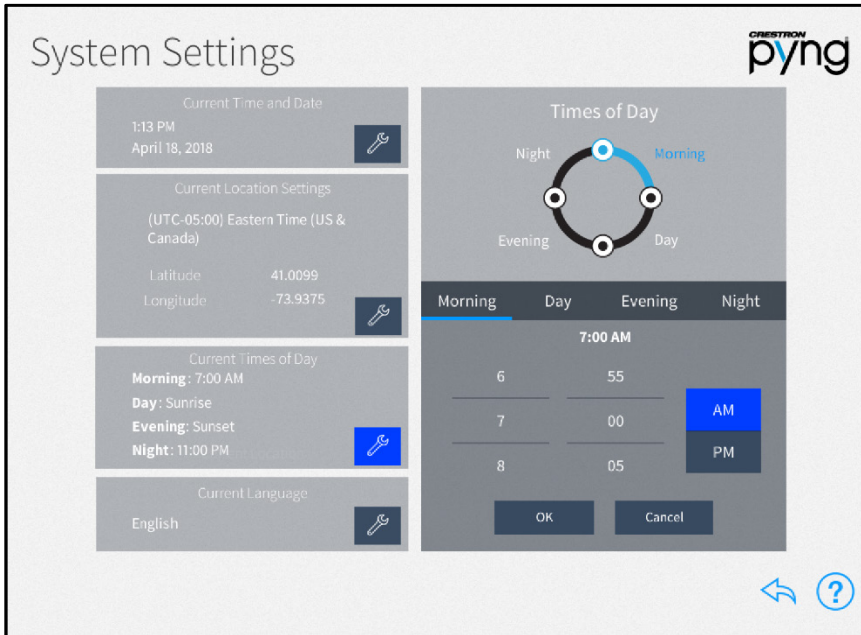 System Settings
CRESTRON
pyng
Current Time and Date
1:13 PM
April 18, 2018
Current Location Settings
(UTC-05:00) Eastern Time (US &
Canada)
Latitude 41.0099
Longitude -73.9375
Current Times of Day
Morning: 7:00 AM
Day: Sunrise
Evening: Sunset
Night: 11:00 PM
Current Language
English
Times of Day
Night Morning
Evening Day
Morning Day Evening Night
7:00 AM
6 55
AM
7 00
PM
8 05
OK Cancel
?